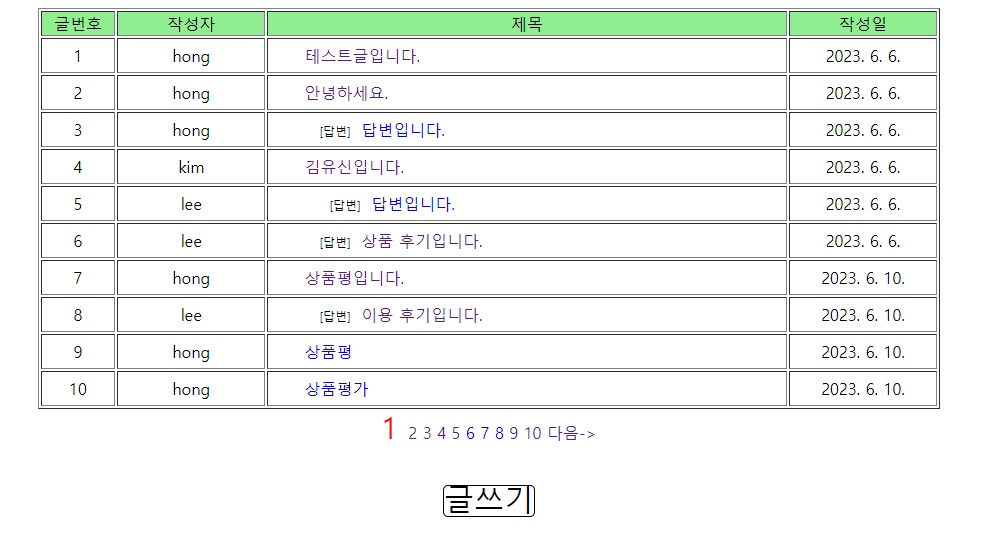 글번호 작성자 제목 작성일
1 hong 테스트글입니다. 2023. 6. 6.
2 hong 안녕하세요. 2023. 6. 6.
3 hong [답변] 답변입니다. 2023. 6. 6.
4 kim 김유신입니다. 2023. 6. 6.
5 lee [답변] 답변입니다. 2023. 6. 6.
6 lee [답변] 상품 후기입니다. 2023. 6. 6.
7 hong 상품평입니다. 2023. 6. 10.
8 lee [답변] 이용 후기입니다. 2023. 6. 10.
9 hong 상품평 2023. 6. 10.
10 hong 상품평가 2023. 6. 10.
1 2 3 4 5 6 7 8 9 10 다음->
글쓰기